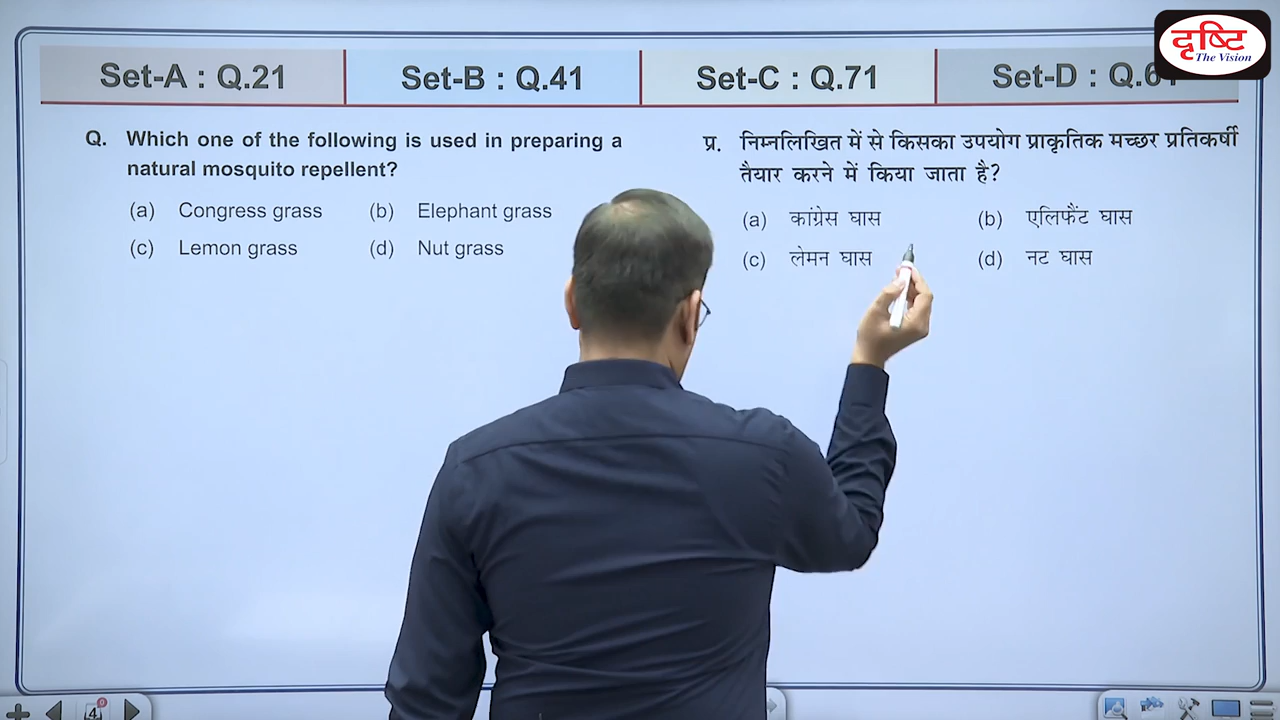 दृष्टि
The Vision
Set-A : Q.21
Set-B : Q.41
Set-C : Q.71
Set-D :
Q. Which one of the following is used in preparing a
natural mosquito repellent?
(a) Congress grass (b) Elephant grass
(c) Lemon grass (d) Nut grass
प्र. निम्नलिखित में से किसका उपयोग प्राकृतिक मच्छर प्रतिकर्षी
तैयार करने में किया जाता है?
(a) कांग्रेस घास (b) एलिफैंट घास
(c) लेमन घास (d) नट घास
4